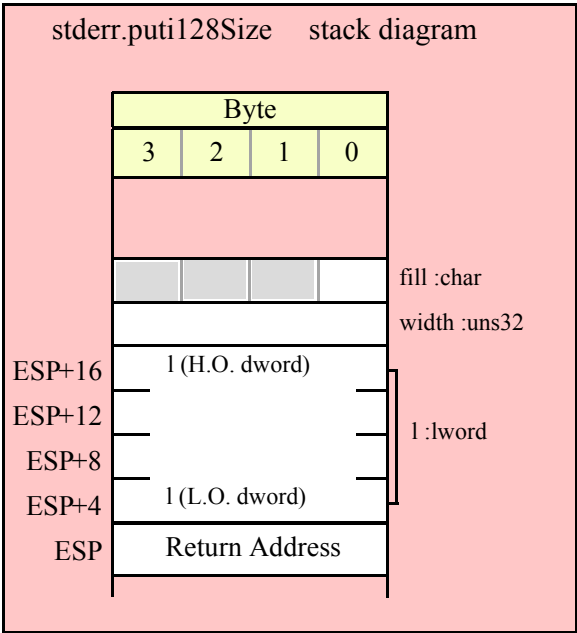 stderr.puti128Size stack diagram
Byte
3 2 1 0
fill :char
width :uns32
ESP+16 l (H.O. dword)
ESP+12
l :lword
ESP+8
ESP+4 l (L.O. dword)
ESP Return Address